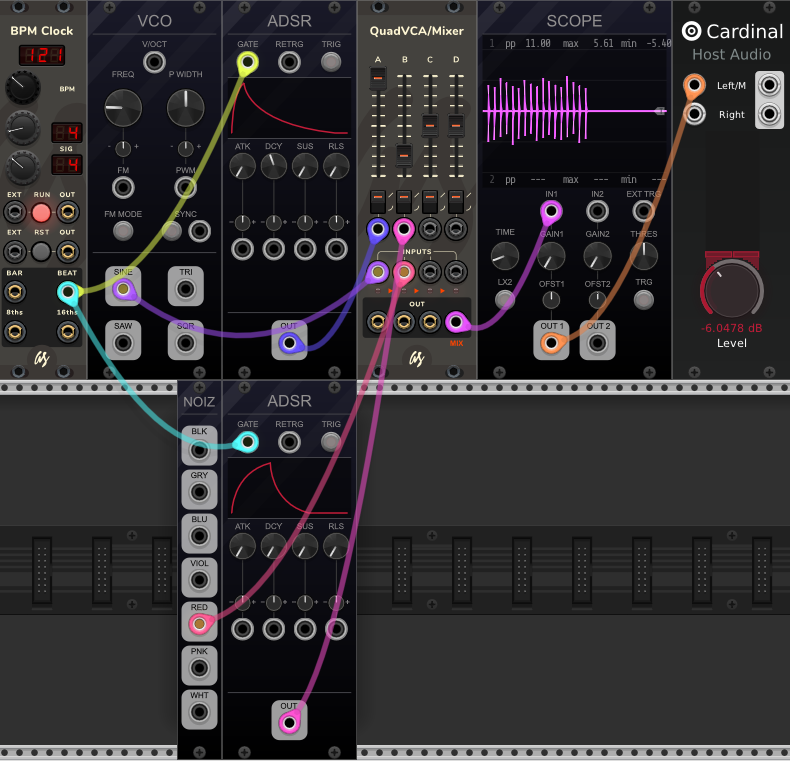 BPM Clock
121
BPM
4
SIG
4
EXT RUN OUT
EXT RST OUT
BAR BEAT
8ths 16ths
as
VCO
V/OCT
FREQ P WIDTH
- + - +
FM PWM
FM MODE SYNC
SINE TRI
SAW SQR
ADSR
GATE RETRG TRIG
ATK DCY SUS RLS
- + - + - + - +
OUT
QuadVCA/Mixer
A B C D
INPUTS
OUT
MIX
as
SCOPE
1 pp 11.00 max 5.61 min -5.40
2 pp --- max --- min ---
IN1 IN2 EXT TRG
TIME GAIN1 GAIN2 THRES
LX2 OFST1 OFST2 TRG
OUT 1 OUT 2
Cardinal
Host Audio
Left/M
Right
-6.0478 dB
Level
NOIZ
BLK
GRY
BLU
VIOL
RED
PNK
WHT
ADSR
GATE RETRG TRIG
ATK DCY SUS RLS
- + - + - + - +
OUT